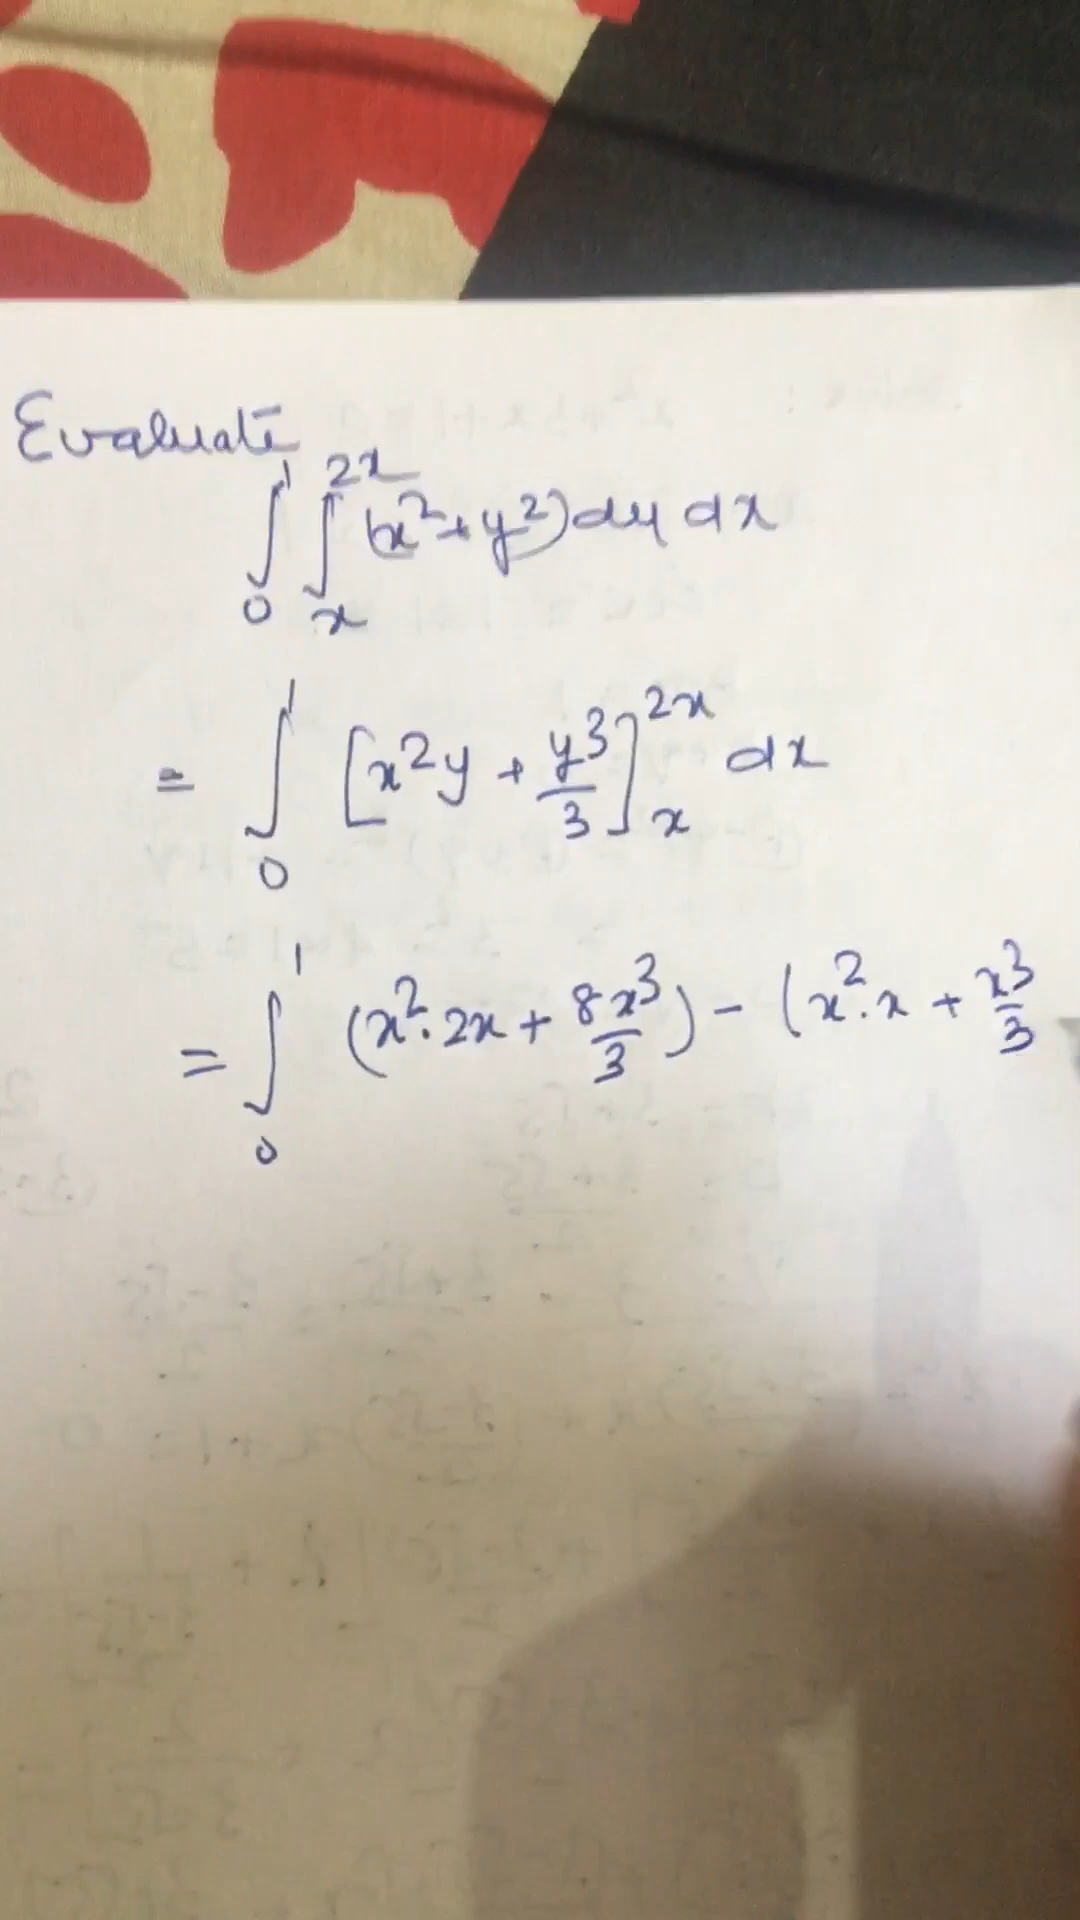 Evaluate
∫₀¹ ∫ₓ²ˣ (x² + y²) dy dx
= ∫₀¹ [x²y + y³/3]ₓ²ˣ dx
= ∫₀¹ (x²·2x + 8x³/3) - (x²·x + x³/3